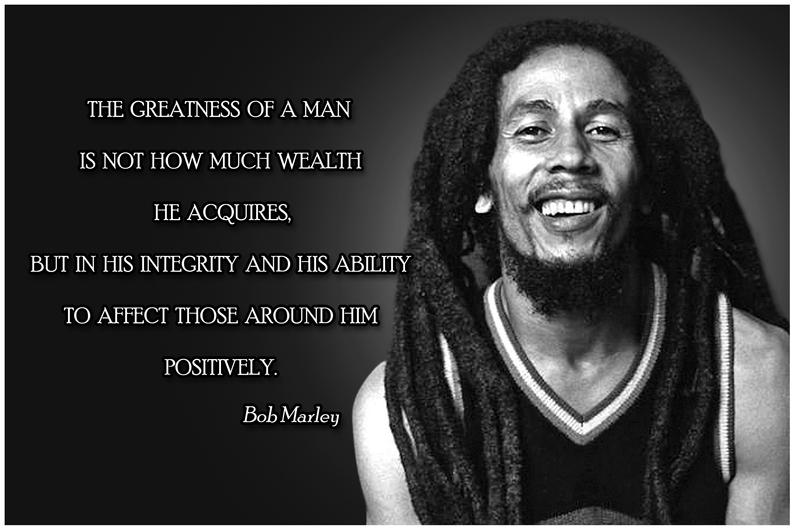 THE GREATNESS OF A MAN
IS NOT HOW MUCH WEALTH
HE ACQUIRES,
BUT IN HIS INTEGRITY AND HIS ABILITY
TO AFFECT THOSE AROUND HIM
POSITIVELY.
Bob Marley